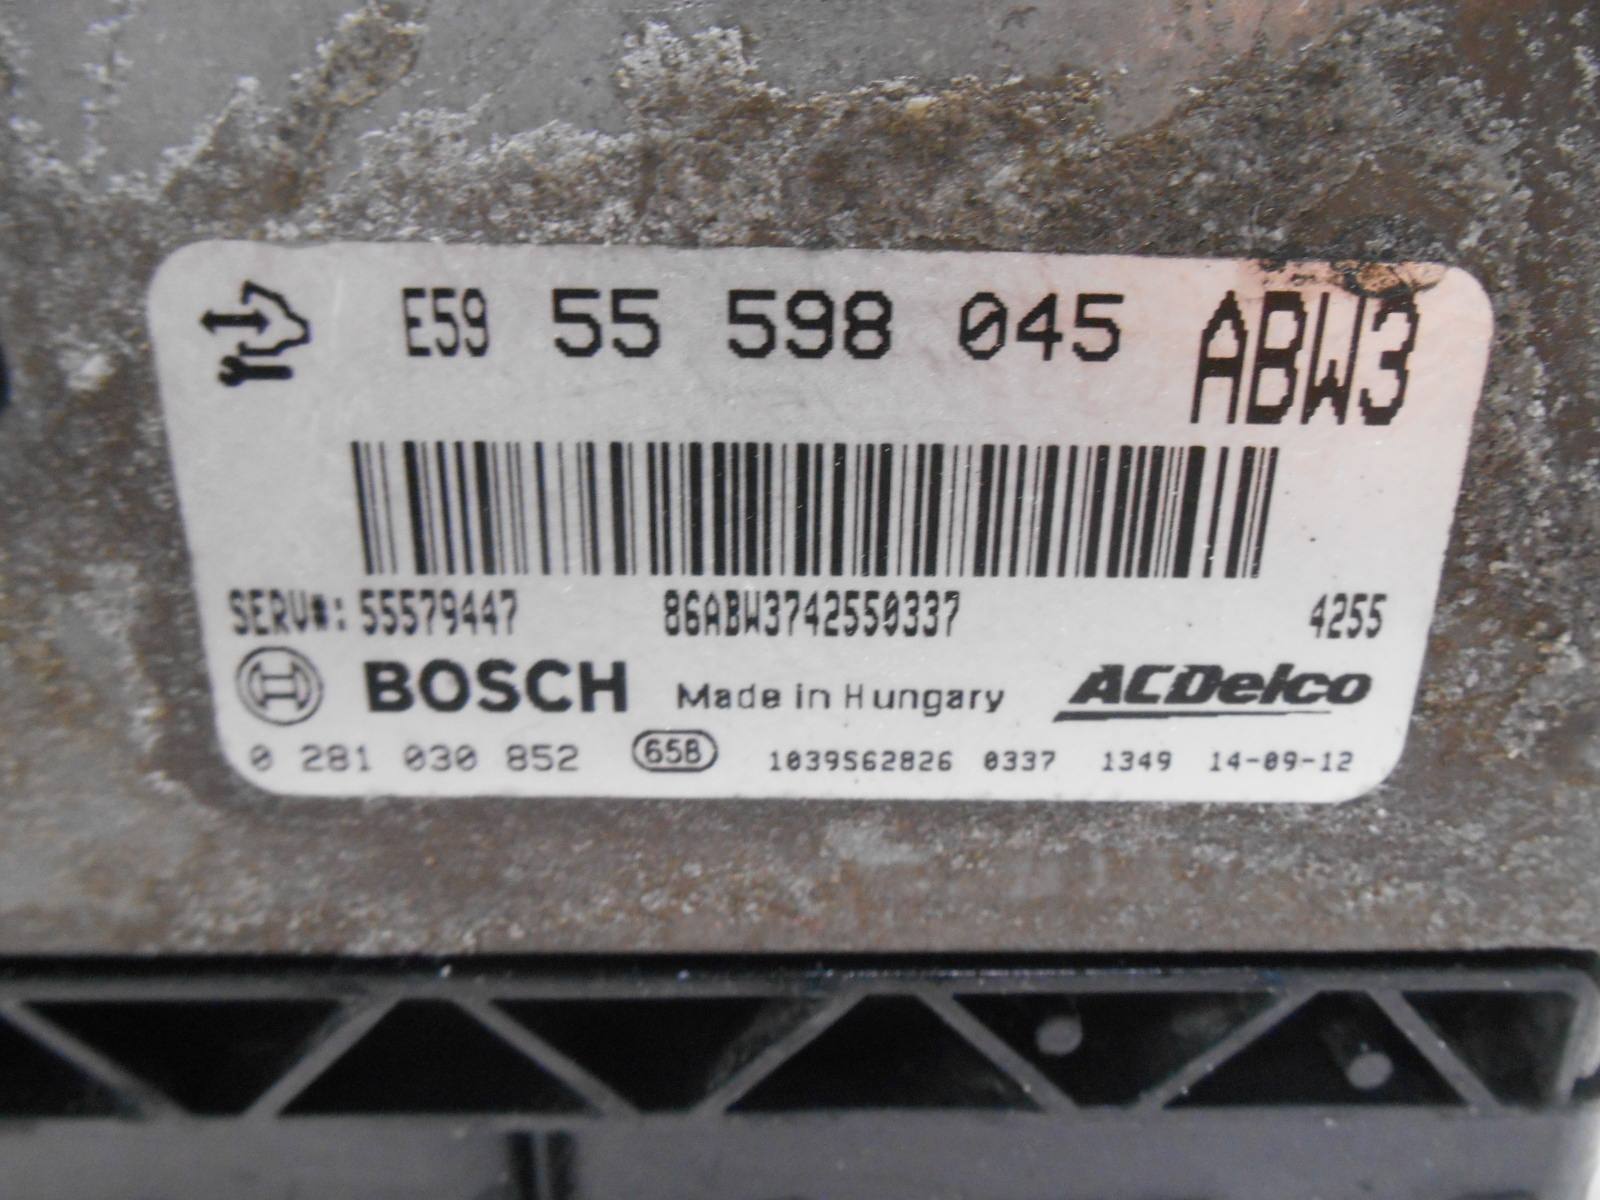 E59 55 598 045 ABW3
SERV#: 55579447 86ABW3742550337 4255
BOSCH Made in Hungary ACDelco
0 281 030 852 65B 1039S62826 0337 1349 14-09-12